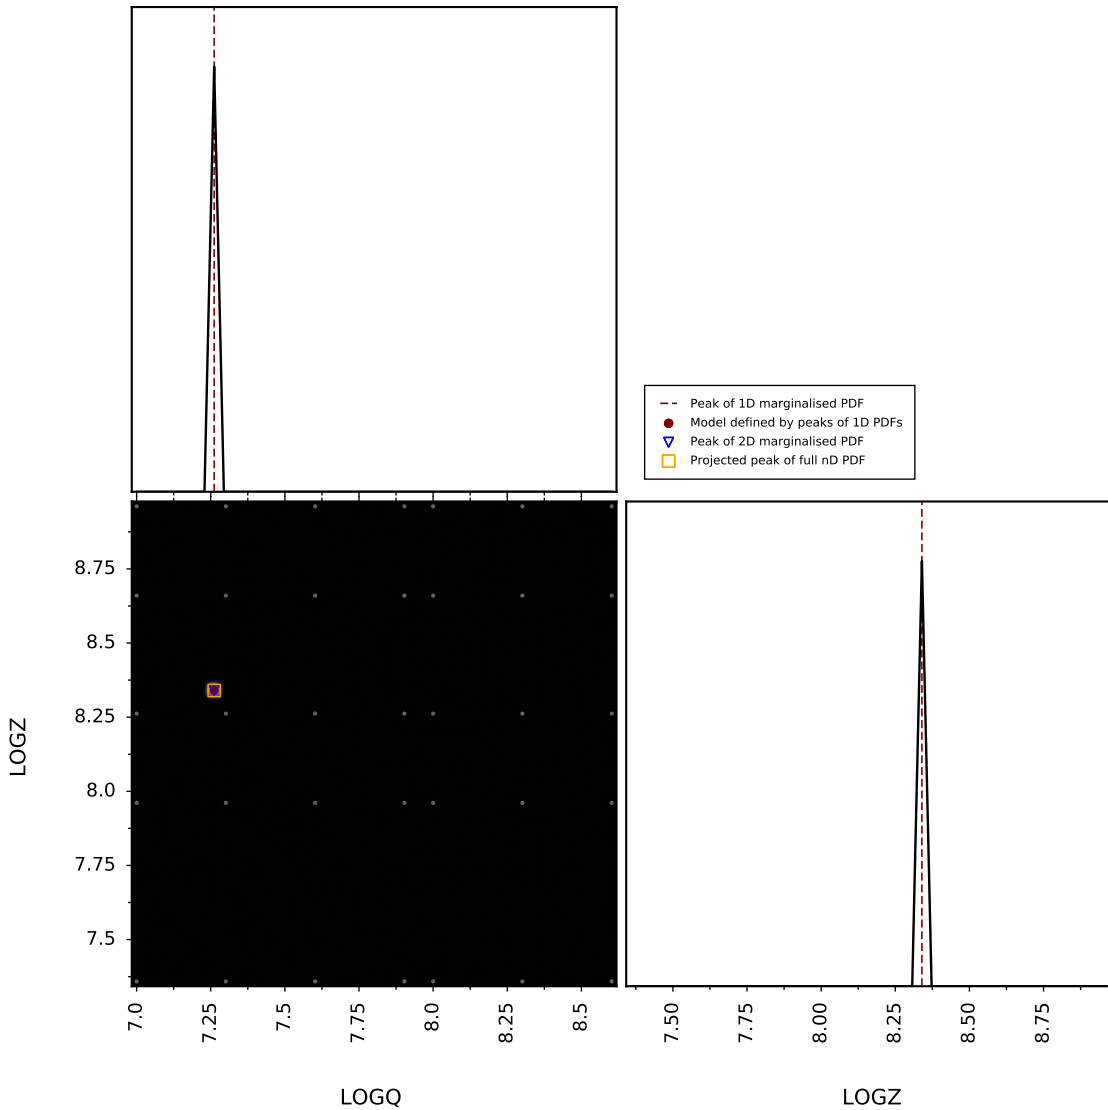 Peak of 1D marginalised PDF
Model defined by peaks of 1D PDFs
Peak of 2D marginalised PDF
Projected peak of full nD PDF
8.75
8.5
8.25
8.0
7.75
7.5
LOGZ
7.0 7.25 7.5 7.75 8.0 8.25 8.5
LOGQ
7.50 7.75 8.00 8.25 8.50 8.75
LOGZ